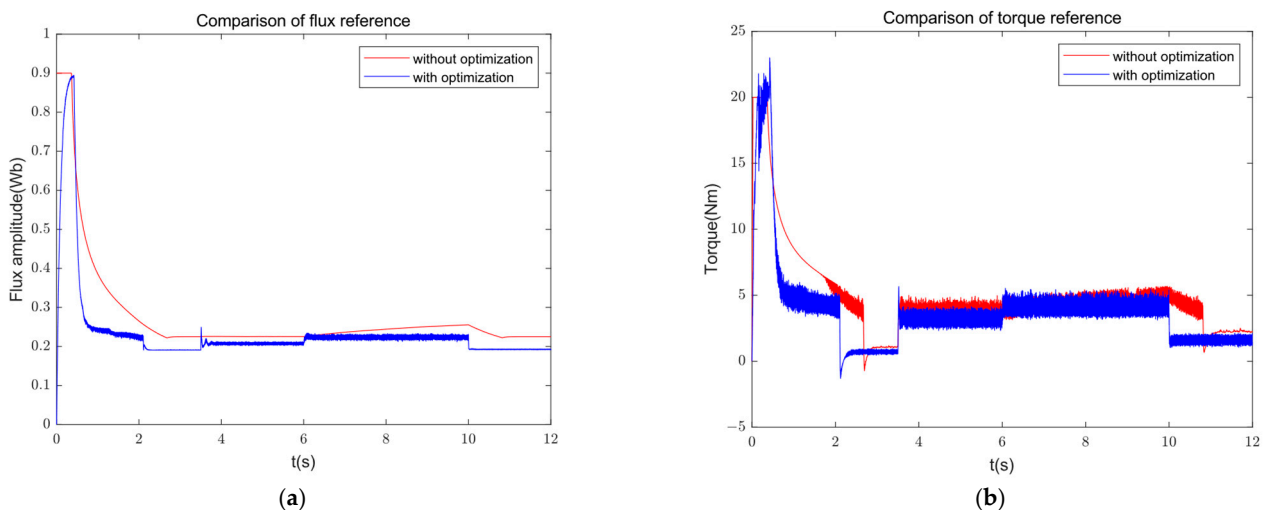 Comparison of flux reference
1
0.9
0.8
0.7
0.6
0.5
0.4
0.3
0.2
0.1
0
Flux amplitude(Wb)
without optimization
with optimization
0 2 4 6 8 10 12
t(s)
(a)
Comparison of torque reference
25
20
15
10
5
0
−5
Torque(Nm)
without optimization
with optimization
0 2 4 6 8 10 12
t(s)
(b)